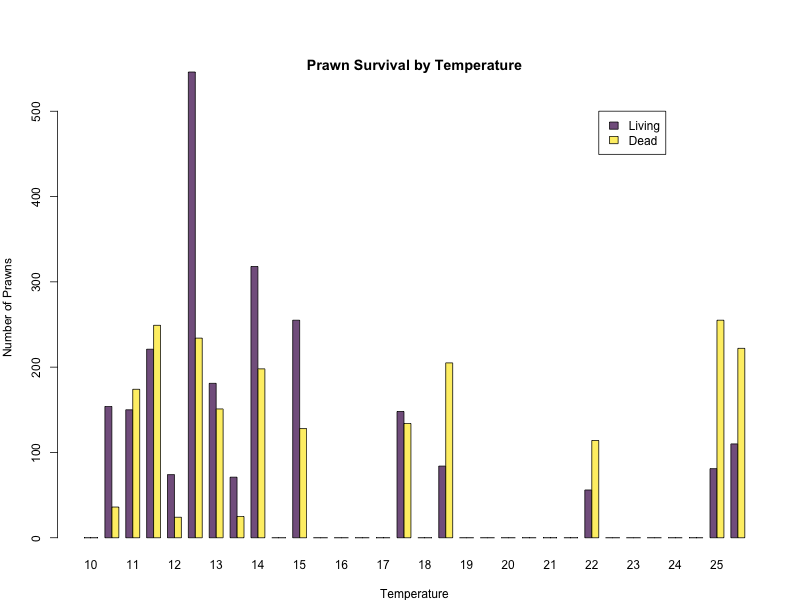 Prawn Survival by Temperature
Living
Dead
Number of Prawns
500
400
300
200
100
0
10 11 12 13 14 15 16 17 18 19 20 21 22 23 24 25
Temperature